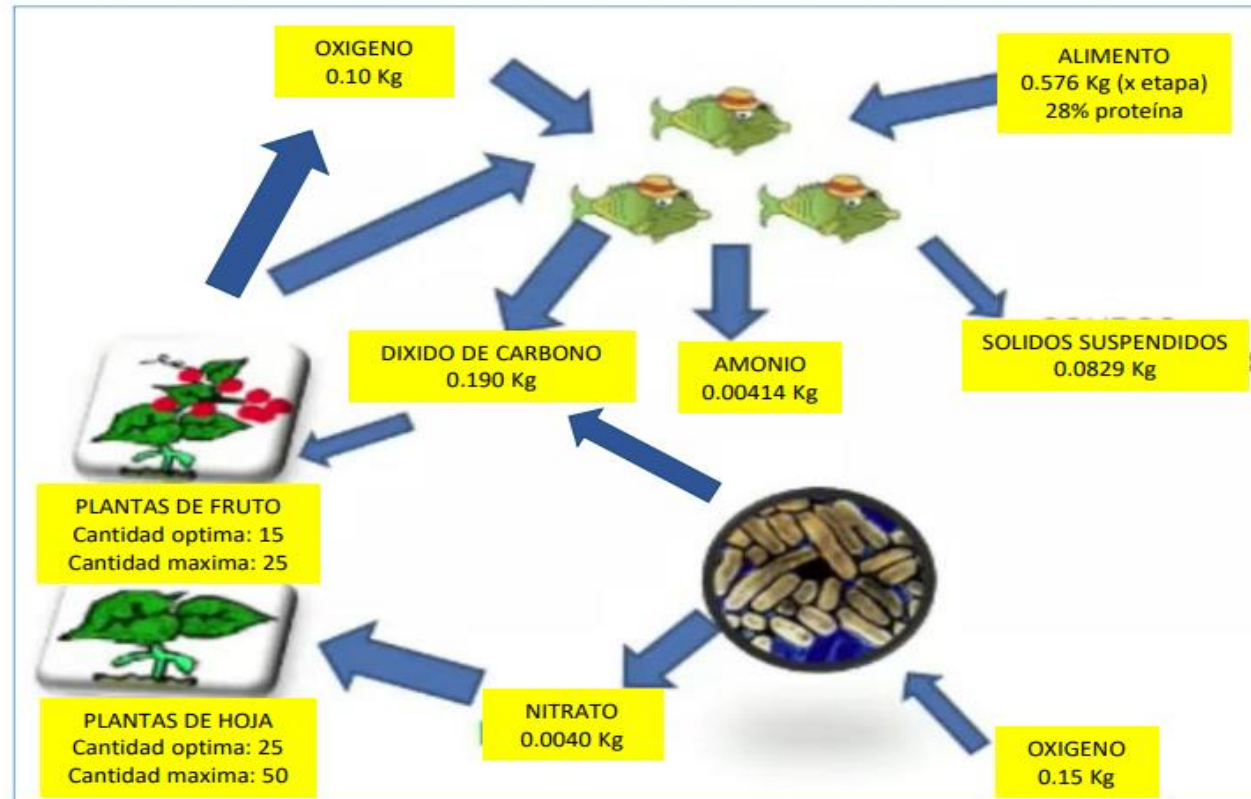 OXIGENO
0.10 Kg
ALIMENTO
0.576 Kg (x etapa)
28% proteína
DIXIDO DE CARBONO
0.190 Kg
AMONIO
0.00414 Kg
SOLIDOS SUSPENDIDOS
0.0829 Kg
PLANTAS DE FRUTO
Cantidad optima: 15
Cantidad maxima: 25
PLANTAS DE HOJA
Cantidad optima: 25
Cantidad maxima: 50
NITRATO
0.0040 Kg
OXIGENO
0.15 Kg